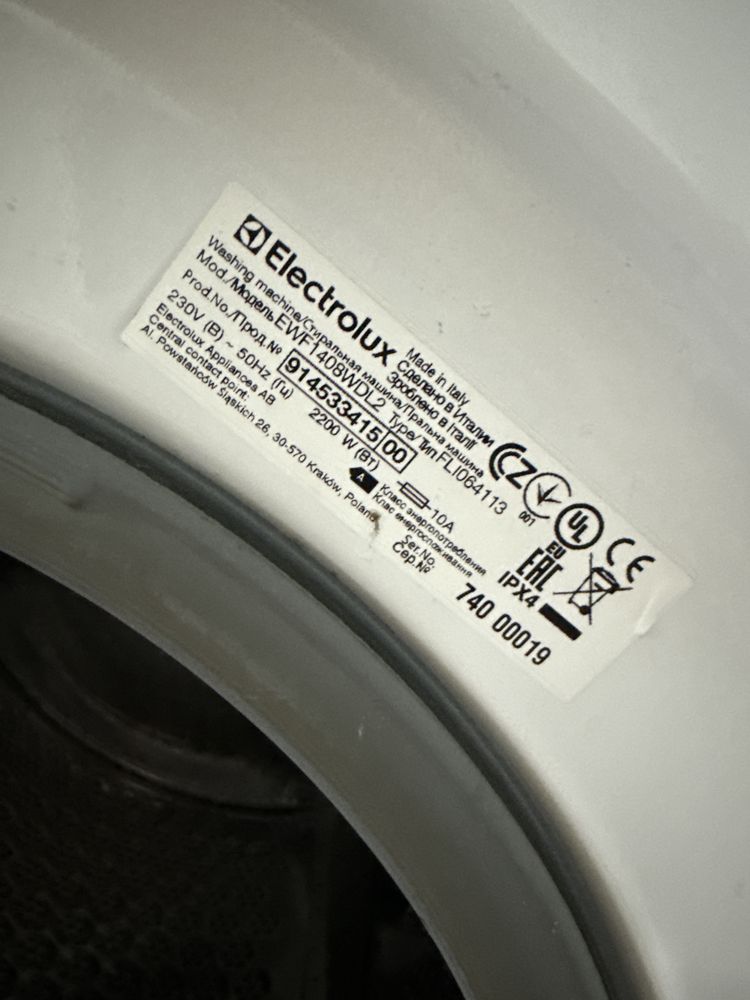 Electrolux
Made in Italy
Сделано в Италии
Зроблено в Італії
Washing machine/Стиральная машина/Пральна машина
Mod./Модель EWF1408WDL2 Type/Тип FLI064113
Prod.No./Прод.№ 914533415 00
230V (В) ~ 50Hz (Гц) 2200 W (Вт) 10A
Electrolux Appliances AB
Central contact point:
Al. Powstańców Śląskich 26, 30-570 Kraków, Poland
A
Класс энергопотребления
Клас енергоспоживання
Ser.No.
Сер.№
740 00019
001
UL
EU
CE
EAC
IPX4